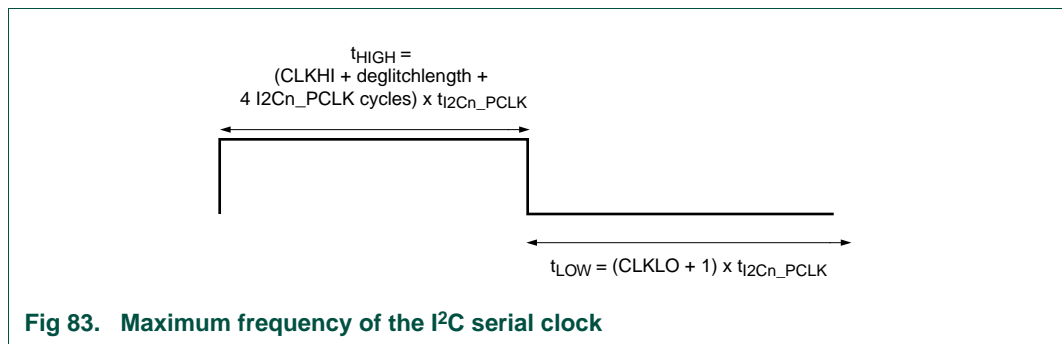 tHIGH =
(CLKHI + deglitchlength +
4 I2Cn_PCLK cycles) x tI2Cn_PCLK
tLOW = (CLKLO + 1) x tI2Cn_PCLK
Fig 83. Maximum frequency of the I2C serial clock